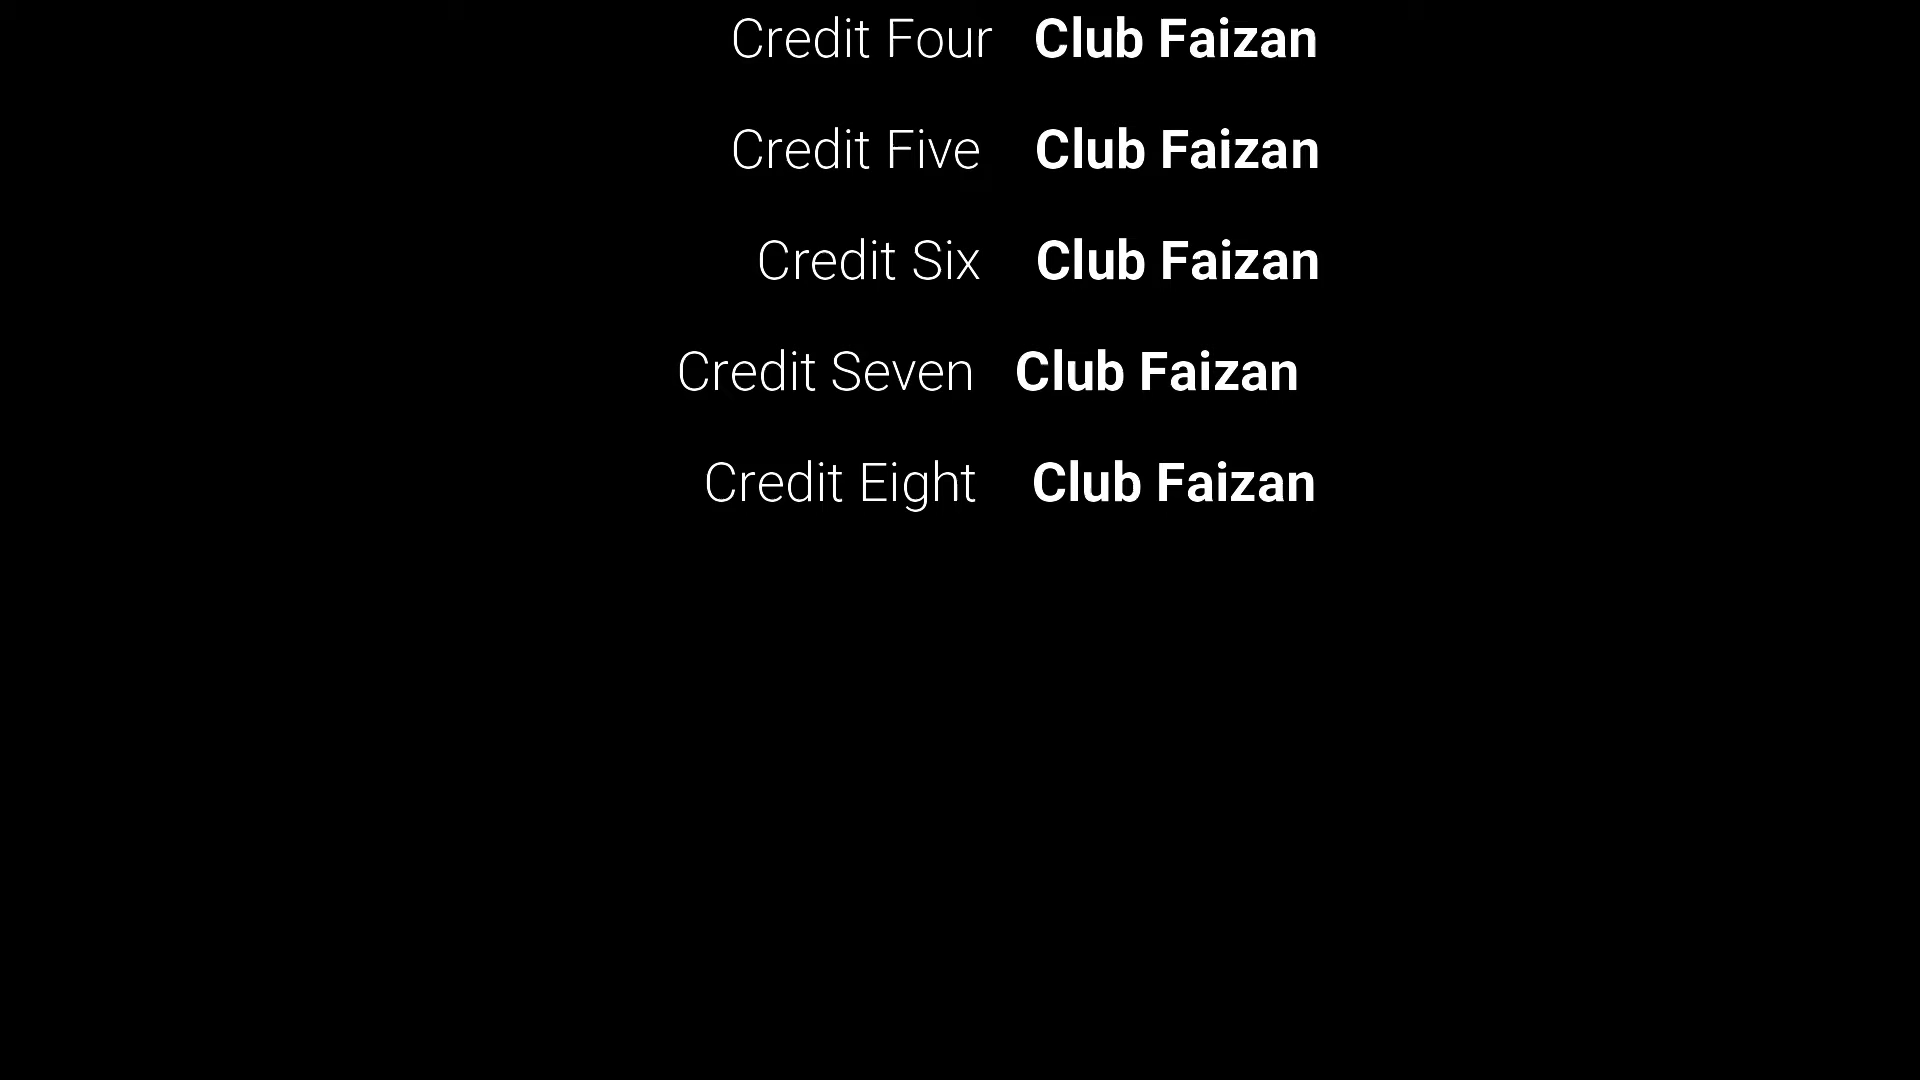 Credit Four Club Faizan
Credit Five Club Faizan
Credit Six Club Faizan
Credit Seven Club Faizan
Credit Eight Club Faizan